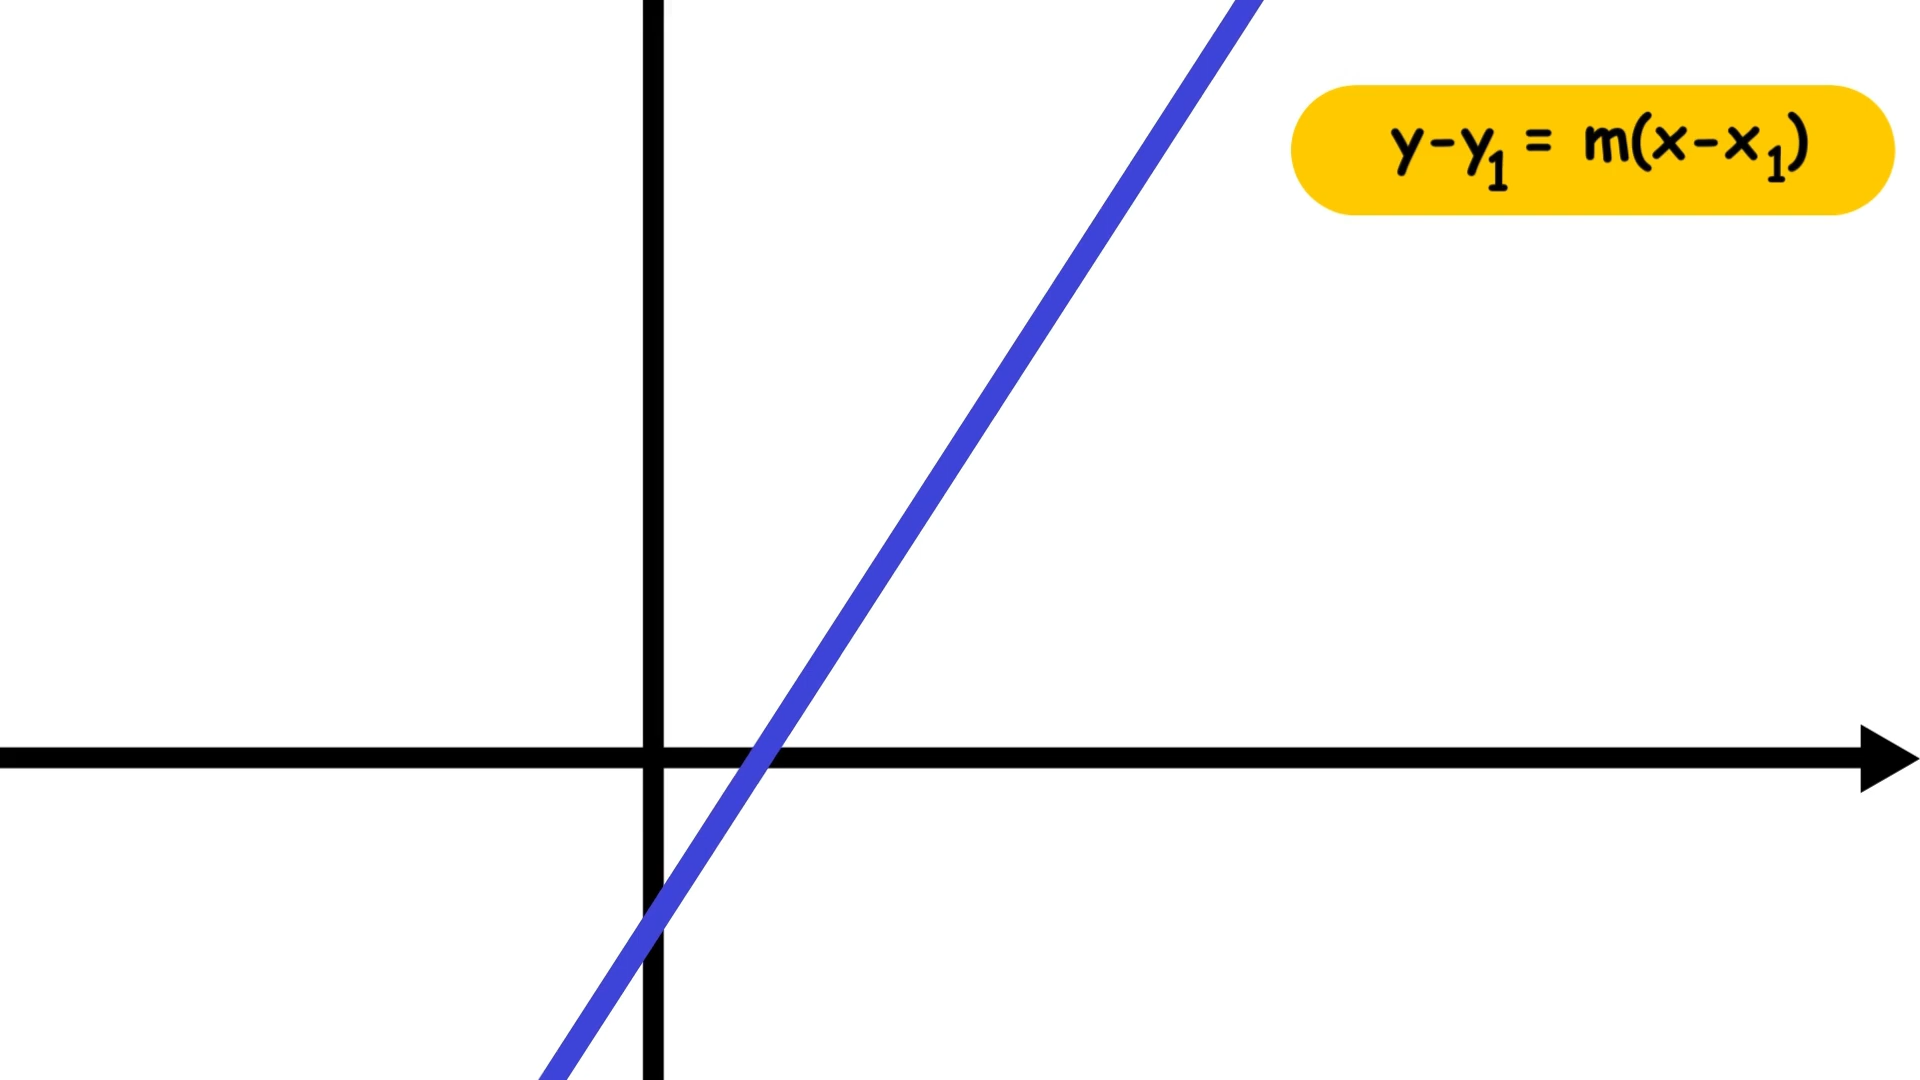 y-y₁ = m(x-x₁)